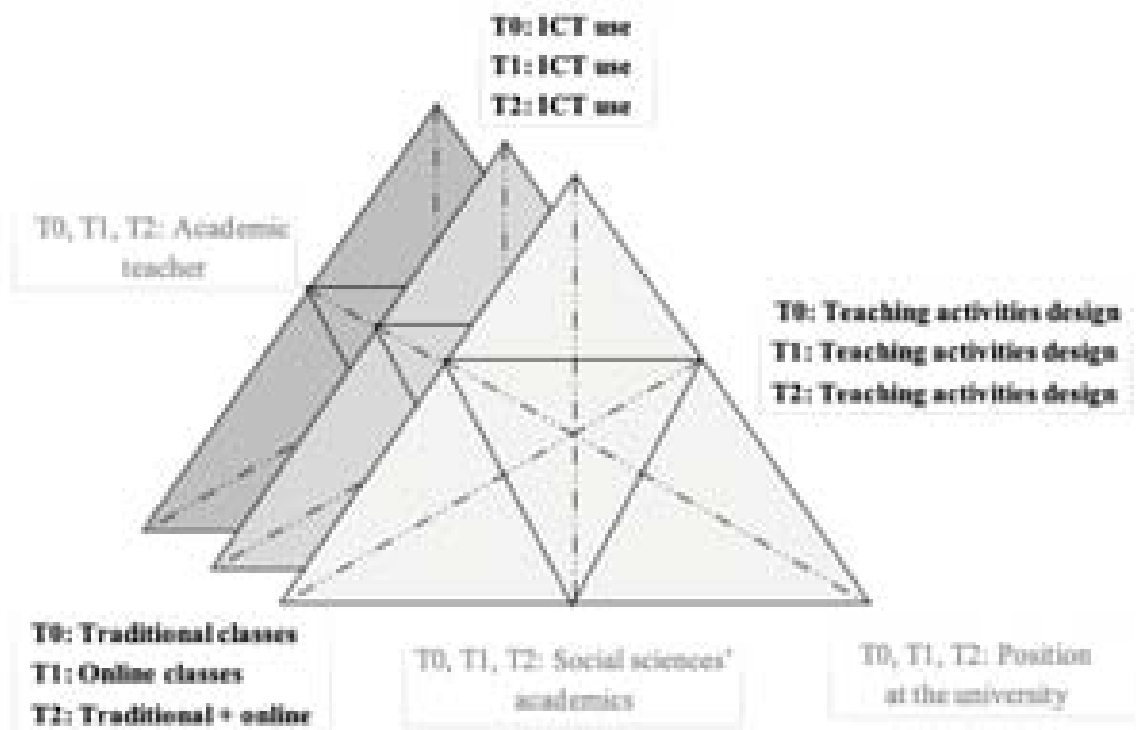 T0: ICT use
T1: ICT use
T2: ICT use
T0, T1, T2: Academic
teacher
T0: Teaching activities design
T1: Teaching activities design
T2: Teaching activities design
T0: Traditional classes
T1: Online classes
T2: Traditional + online
T0, T1, T2: Social sciences'
academics
T0, T1, T2: Position
at the university